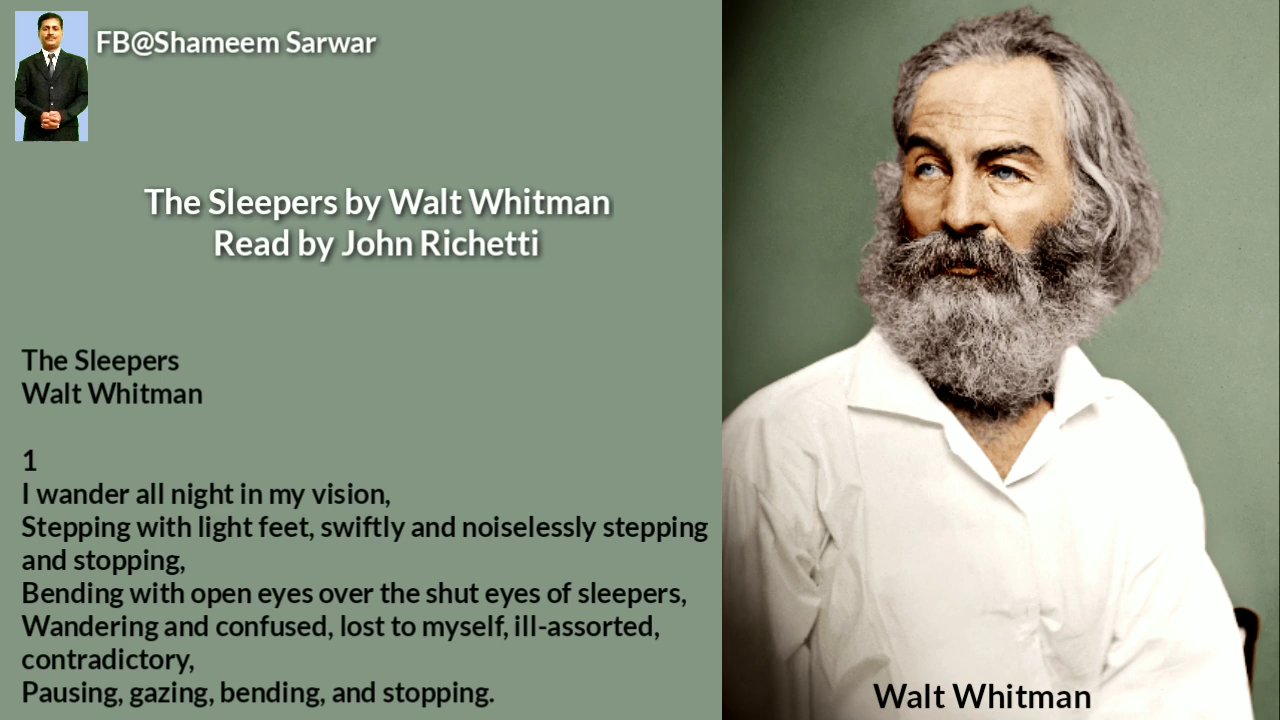 FB@Shameem Sarwar
The Sleepers by Walt Whitman
Read by John Richetti
The Sleepers
Walt Whitman
1
I wander all night in my vision,
Stepping with light feet, swiftly and noiselessly stepping
and stopping,
Bending with open eyes over the shut eyes of sleepers,
Wandering and confused, lost to myself, ill-assorted,
contradictory,
Pausing, gazing, bending, and stopping.
Walt Whitman